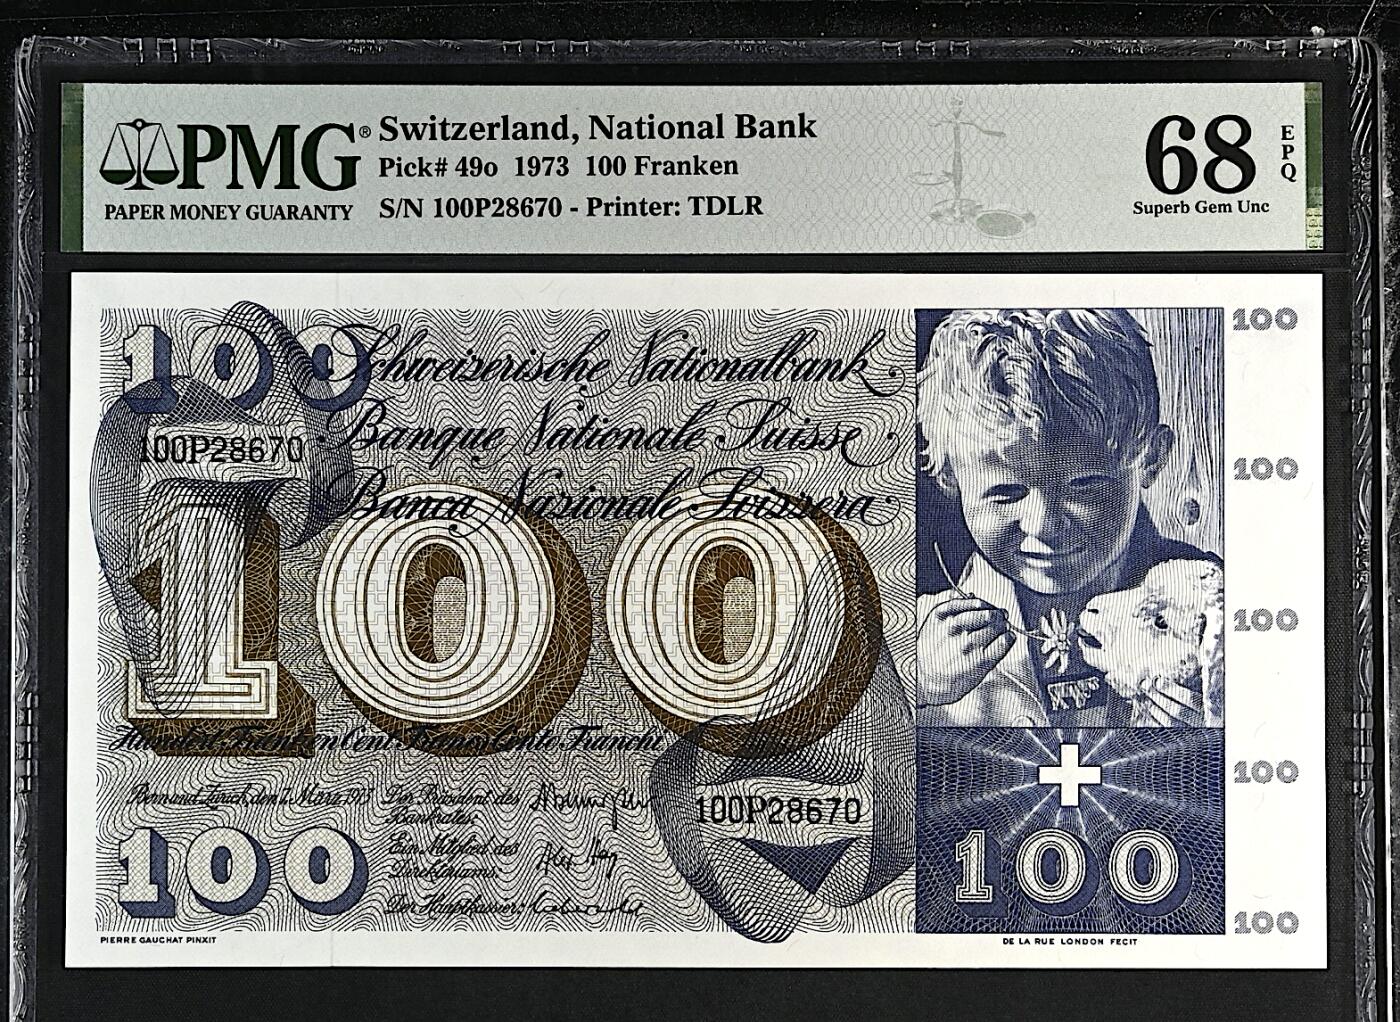 PMG® Switzerland, National Bank
Pick# 49o 1973 100 Franken
PAPER MONEY GUARANTY S/N 100P28670 - Printer: TDLR
68 EPQ
Superb Gem Unc
100
Schweizerische Nationalbank
Banque Nationale Suisse
Banca Nazionale Svizzera
100P28670
100
Hundert Franken Cent Francs Cento Franchi
Bern und Zürich, den 7. März 1973
Der Präsident des Bankrates:
Ein Mitglied des Direktoriums:
Der Hauptkassier:
100P28670
100
100
100
100
100
100
100
PIERRE GAUCHAT PINXIT
DE LA RUE LONDON FECIT